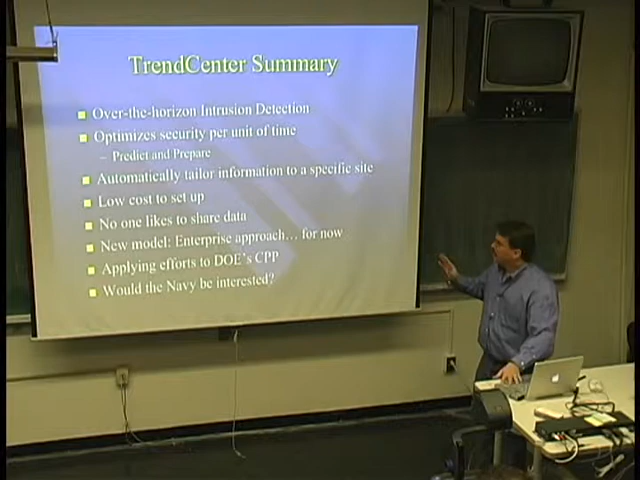 TrendCenter Summary
Over-the-horizon Intrusion Detection
Optimizes security per unit of time
– Predict and Prepare
Automatically tailor information to a specific site
Low cost to set up
No one likes to share data
New model: Enterprise approach… for now
Applying efforts to DOE's CPP
Would the Navy be interested?